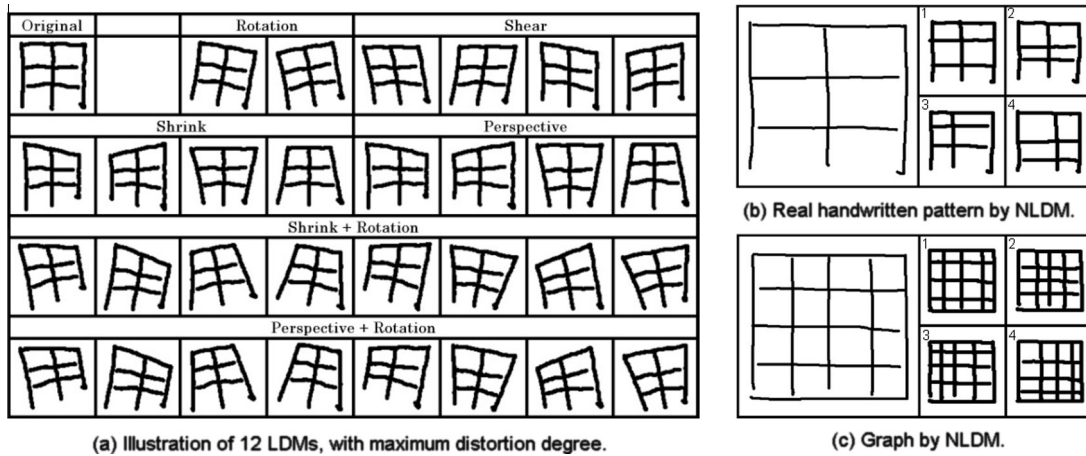 Original Rotation Shear
Shrink Perspective
Shrink + Rotation
Perspective + Rotation
(a) Illustration of 12 LDMs, with maximum distortion degree.
1 2
3 4
(b) Real handwritten pattern by NLDM.
1 2
3 4
(c) Graph by NLDM.